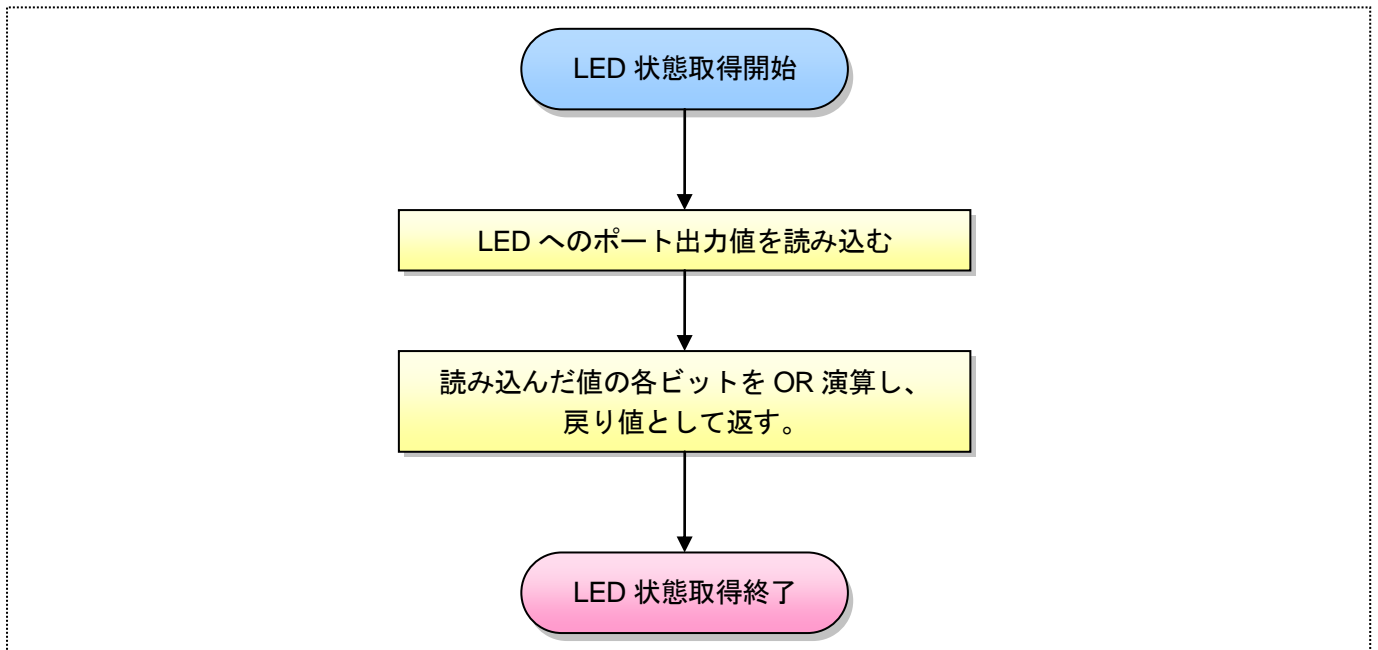 LED 状態取得開始
LED へのポート出力値を読み込む
読み込んだ値の各ビットを OR 演算し、
戻り値として返す。
LED 状態取得終了